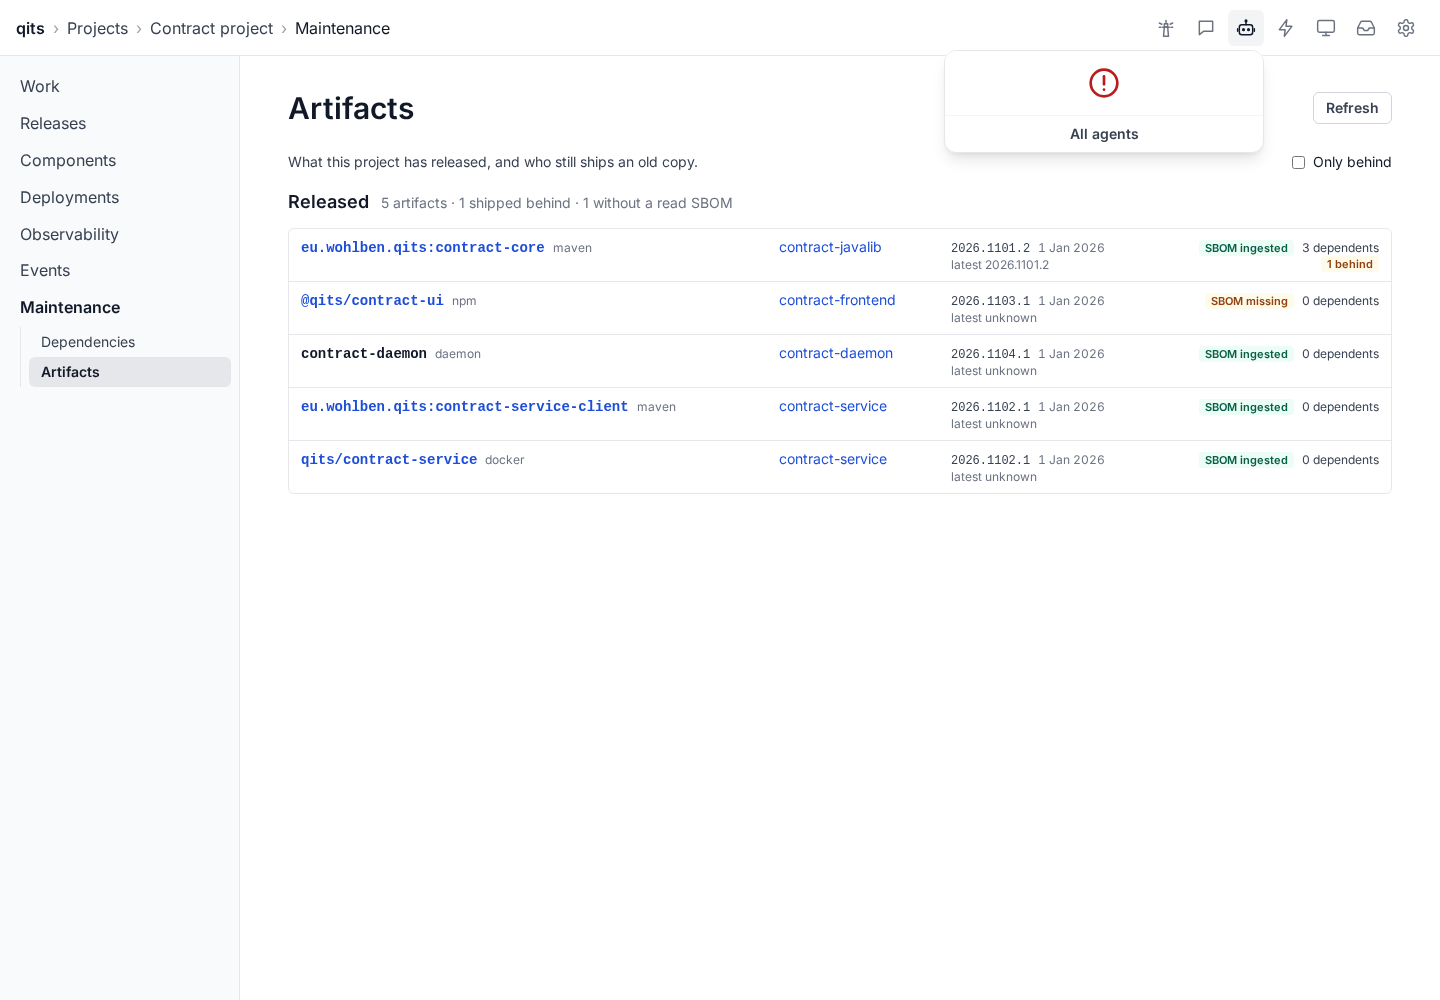 qits › Projects › Contract project › Maintenance
Work
Releases
Components
Deployments
Observability
Events
Maintenance
Dependencies
Artifacts
All agents
Artifacts
Refresh
What this project has released, and who still ships an old copy.
Only behind
Released 5 artifacts · 1 shipped behind · 1 without a read SBOM
eu.wohlben.qits:contract-core maven contract-javalib 2026.1101.2 1 Jan 2026 SBOM ingested 3 dependents
latest 2026.1101.2 1 behind
@qits/contract-ui npm contract-frontend 2026.1103.1 1 Jan 2026 SBOM missing 0 dependents
latest unknown
contract-daemon daemon contract-daemon 2026.1104.1 1 Jan 2026 SBOM ingested 0 dependents
latest unknown
eu.wohlben.qits:contract-service-client maven contract-service 2026.1102.1 1 Jan 2026 SBOM ingested 0 dependents
latest unknown
qits/contract-service docker contract-service 2026.1102.1 1 Jan 2026 SBOM ingested 0 dependents
latest unknown